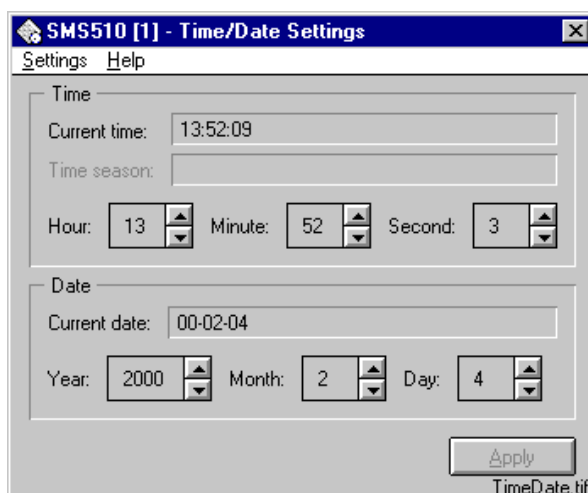 SMS510 [1] - Time/Date Settings
Settings Help
Time
Current time: 13:52:09
Time season:
Hour: 13 Minute: 52 Second: 3
Date
Current date: 00-02-04
Year: 2000 Month: 2 Day: 4
Apply
TimeDate.tif